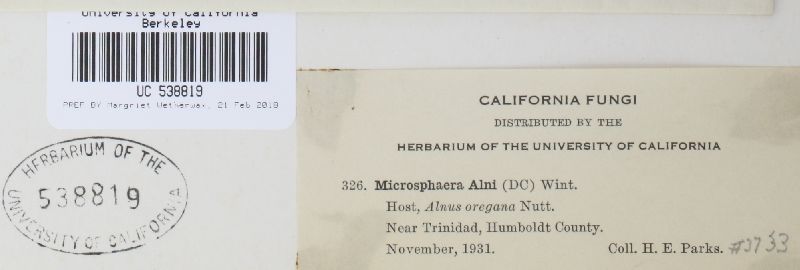 University of California
Berkeley
UC 538819
PREP BY Margriet Wetherwax, 21 Feb 2018
HERBARIUM OF THE
538819
UNIVERSITY OF CALIFORNIA
CALIFORNIA FUNGI
DISTRIBUTED BY THE
HERBARIUM OF THE UNIVERSITY OF CALIFORNIA
326. Microsphaera Alni (DC) Wint.
Host, Alnus oregana Nutt.
Near Trinidad, Humboldt County.
November, 1931. Coll. H. E. Parks. #3733